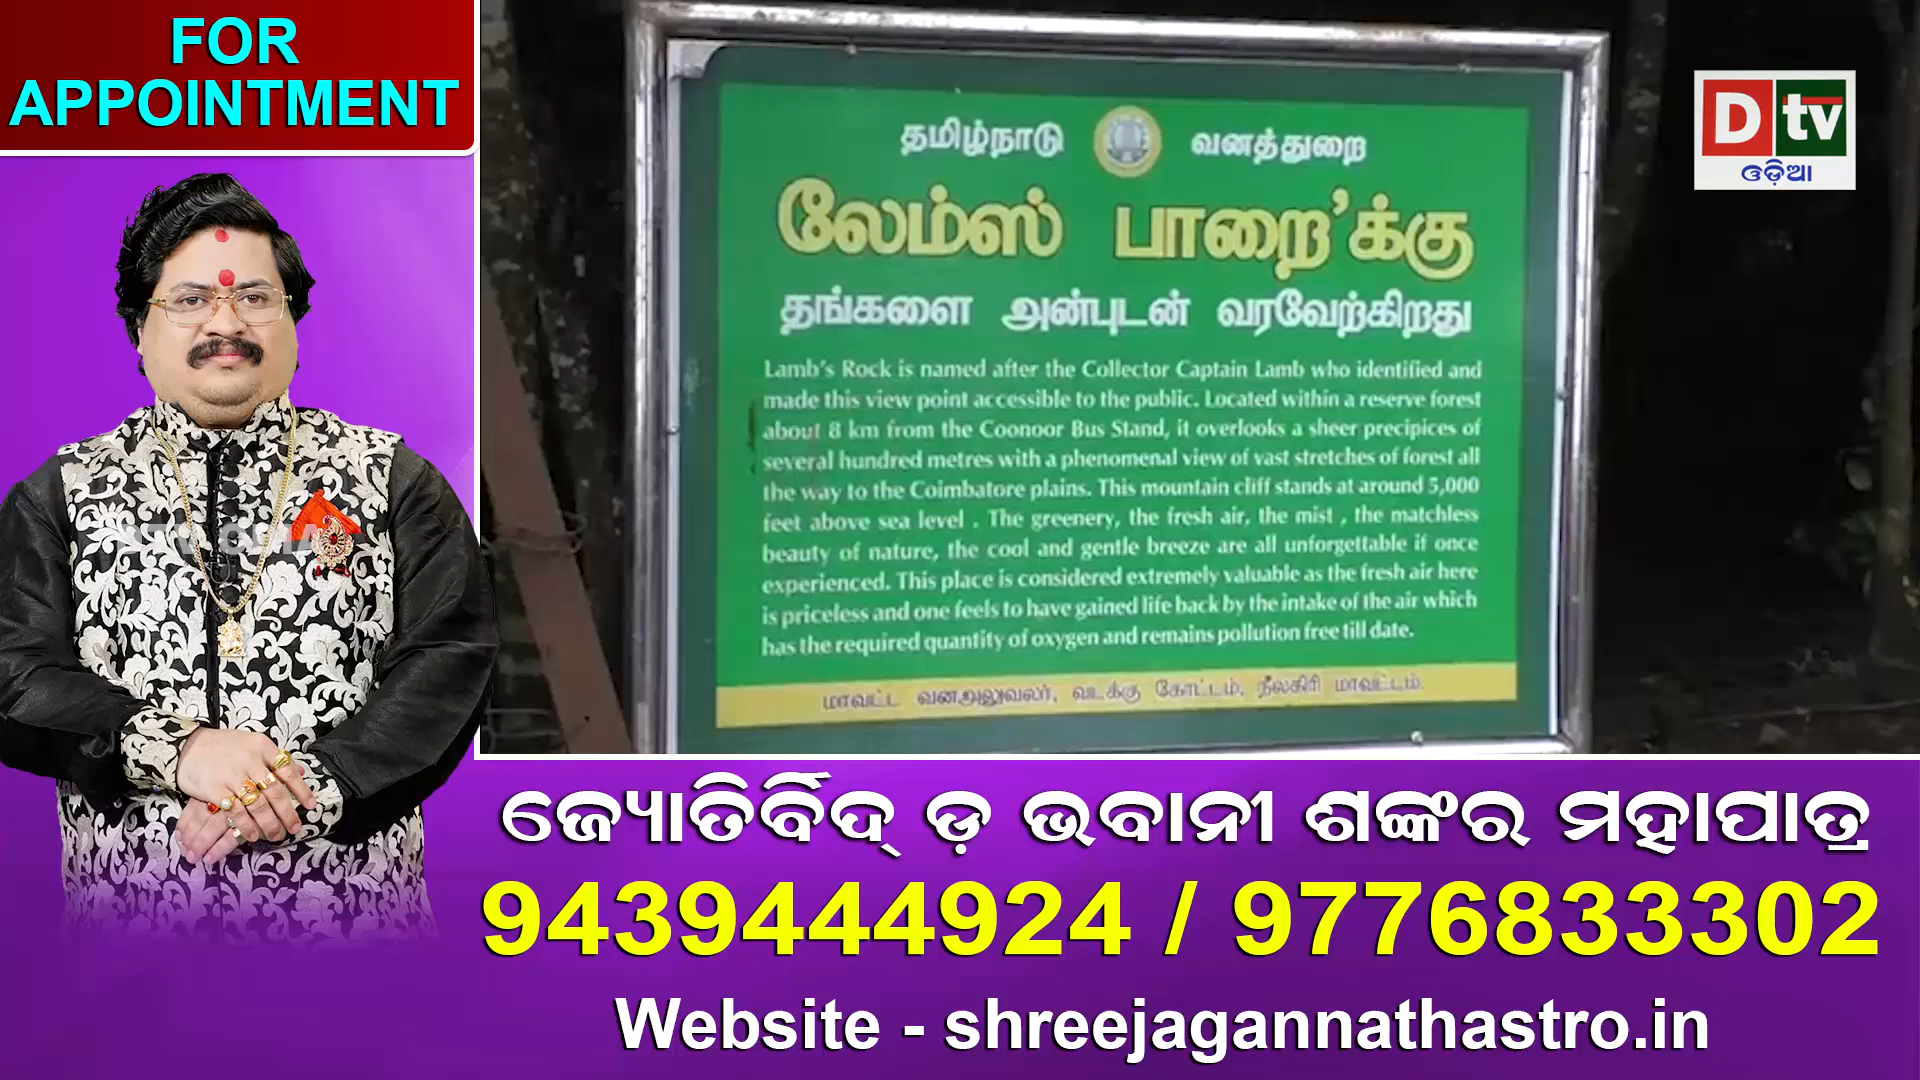 FOR
APPOINTMENT
D tv
ଓଡ଼ିଆ
தமிழ்நாடு வனத்துறை
லேம்ஸ் பாறை'க்கு
தங்களை அன்புடன் வரவேற்கிறது
Lamb's Rock is named after the Collector Captain Lamb who identified and
made this view point accessible to the public. Located within a reserve forest
about 8 km from the Coonoor Bus Stand, it overlooks a sheer precipices of
several hundred metres with a phenomenal view of vast stretches of forest all
the way to the Coimbatore plains. This mountain cliff stands at around 5,000
feet above sea level . The greenery, the fresh air, the mist , the matchless
beauty of nature, the cool and gentle breeze are all unforgettable if once
experienced. This place is considered extremely valuable as the fresh air here
is priceless and one feels to have gained life back by the intake of the air which
has the required quantity of oxygen and remains pollution free till date.
மாவட்ட வனஅலுவலர், வடக்கு கோட்டம், நீலகிரி மாவட்டம்.
ଜ୍ୟୋତିର୍ବିଦ୍ ଡ଼ ଭବାନୀ ଶଙ୍କର ମହାପାତ୍ର
9439444924 / 9776833302
Website - shreejagannathastro.in